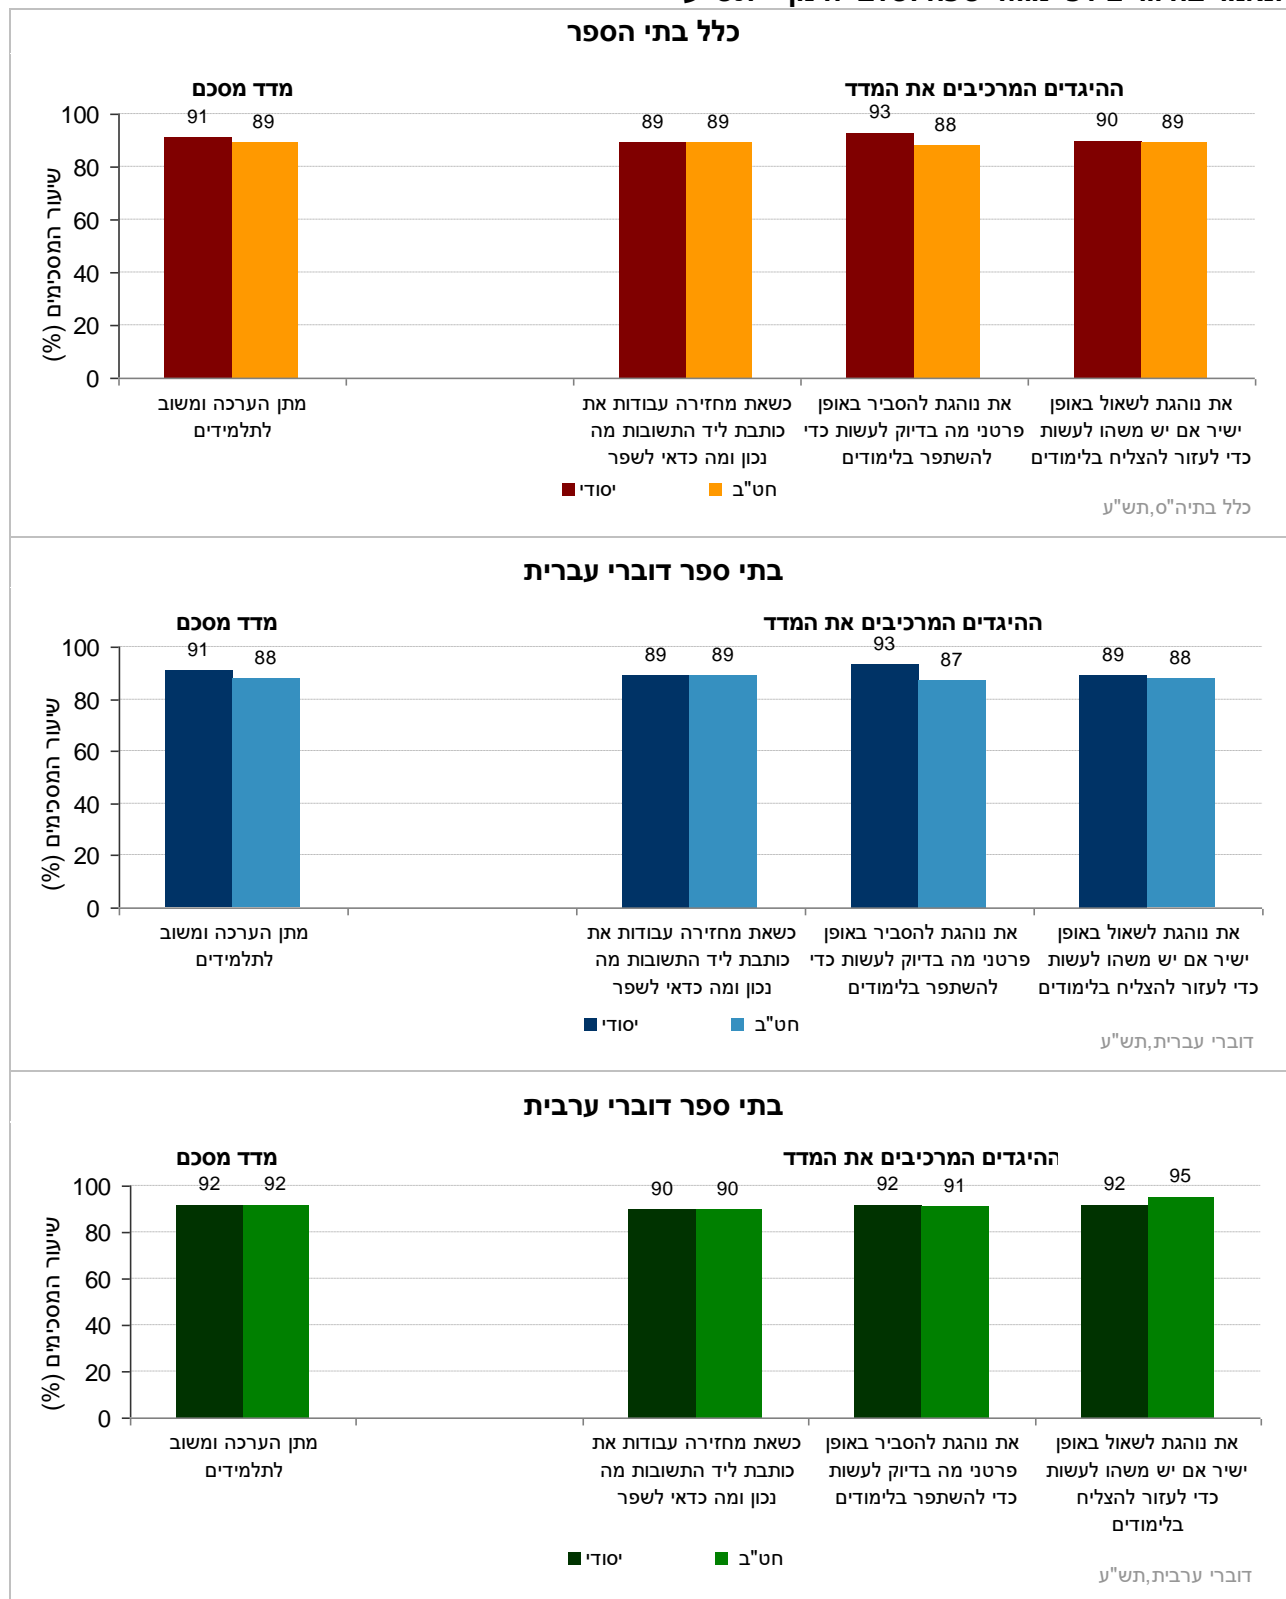 כלל בתי הספר
מדד מסכם
ההיגדים המרכיבים את המדד
שיעור המסכימים (%)
100
80
60
40
20
0
91
89
89
89
93
88
90
89
מתן הערכה ומשוב
לתלמידים
כשאת מחזירה עבודות את
כותבת ליד התשובות מה
נכון ומה כדאי לשפר
את נוהגת להסביר באופן
פרטני מה בדיוק לעשות כדי
להשתפר בלימודים
את נוהגת לשאול באופן
ישיר אם יש משהו לעשות
כדי לעזור להצליח בלימודים
יסודי
חט"ב
כלל בתיה"ס,תש"ע
בתי ספר דוברי עברית
מדד מסכם
ההיגדים המרכיבים את המדד
שיעור המסכימים (%)
100
80
60
40
20
0
91
88
89
89
93
87
89
88
מתן הערכה ומשוב
לתלמידים
כשאת מחזירה עבודות את
כותבת ליד התשובות מה
נכון ומה כדאי לשפר
את נוהגת להסביר באופן
פרטני מה בדיוק לעשות כדי
להשתפר בלימודים
את נוהגת לשאול באופן
ישיר אם יש משהו לעשות
כדי לעזור להצליח בלימודים
יסודי
חט"ב
דוברי עברית,תש"ע
בתי ספר דוברי ערבית
מדד מסכם
ההיגדים המרכיבים את המדד
שיעור המסכימים (%)
100
80
60
40
20
0
92
92
90
90
92
91
92
95
מתן הערכה ומשוב
לתלמידים
כשאת מחזירה עבודות את
כותבת ליד התשובות מה
נכון ומה כדאי לשפר
את נוהגת להסביר באופן
פרטני מה בדיוק לעשות
כדי להשתפר בלימודים
את נוהגת לשאול באופן
ישיר אם יש משהו לעשות
כדי לעזור להצליח
בלימודים
יסודי
חט"ב
דוברי ערבית,תש"ע